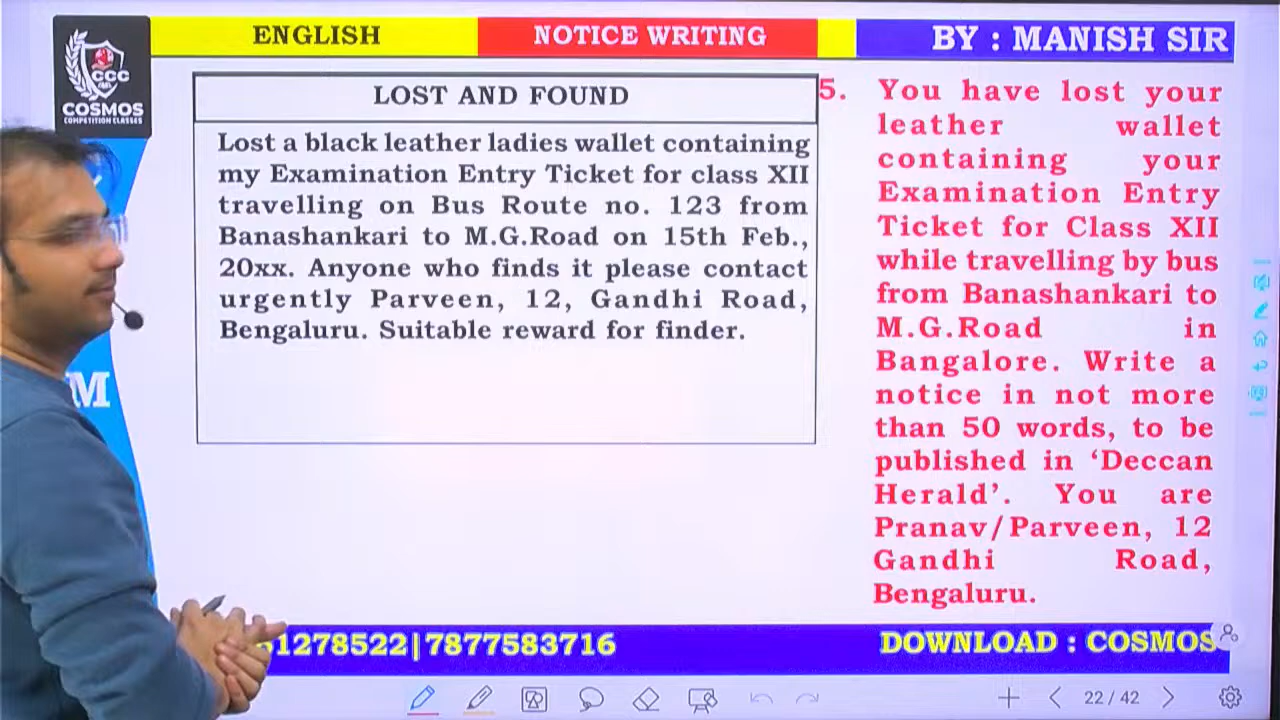 ENGLISH
NOTICE WRITING
BY : MANISH SIR
CCC
COSMOS
COMPETITION CLASSES
LOST AND FOUND
Lost a black leather ladies wallet containing
my Examination Entry Ticket for class XII
travelling on Bus Route no. 123 from
Banashankari to M.G.Road on 15th Feb.,
20xx. Anyone who finds it please contact
urgently Parveen, 12, Gandhi Road,
Bengaluru. Suitable reward for finder.
5. You have lost your
leather wallet
containing your
Examination Entry
Ticket for Class XII
while travelling by bus
from Banashankari to
M.G.Road in
Bangalore. Write a
notice in not more
than 50 words, to be
published in ‘Deccan
Herald’. You are
Pranav/Parveen, 12
Gandhi Road,
Bengaluru.
M
1278522|7877583716
DOWNLOAD : COSMOS
22 / 42